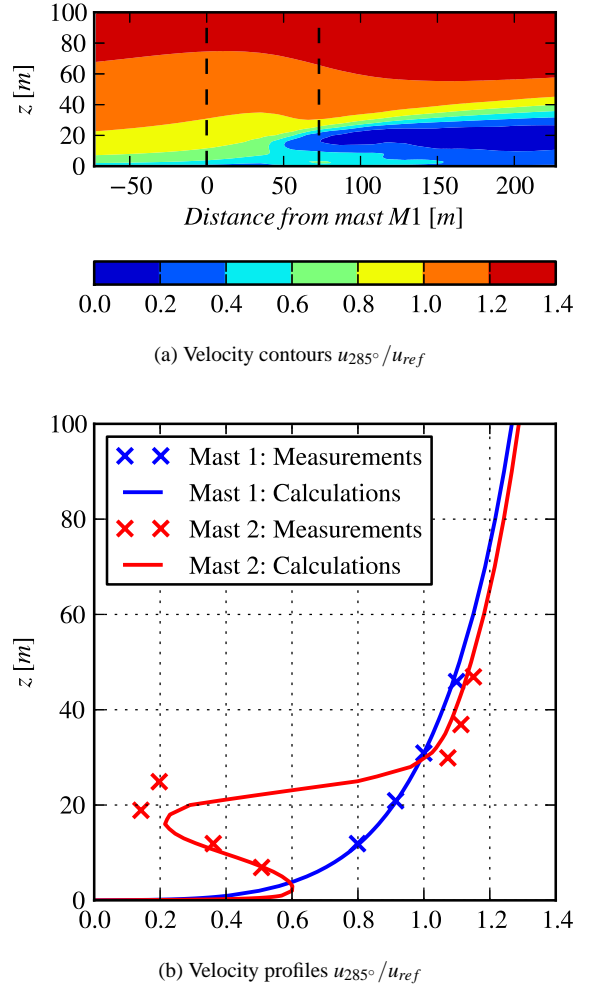 100
80
60
40
20
0
z [m]
−50 0 50 100 150 200
Distance from mast M1 [m]
0.0 0.2 0.4 0.6 0.8 1.0 1.2 1.4
(a) Velocity contours u285°/uref
100
80
60
40
20
0
z [m]
Mast 1: Measurements
Mast 1: Calculations
Mast 2: Measurements
Mast 2: Calculations
0.0 0.2 0.4 0.6 0.8 1.0 1.2 1.4
(b) Velocity profiles u285°/uref